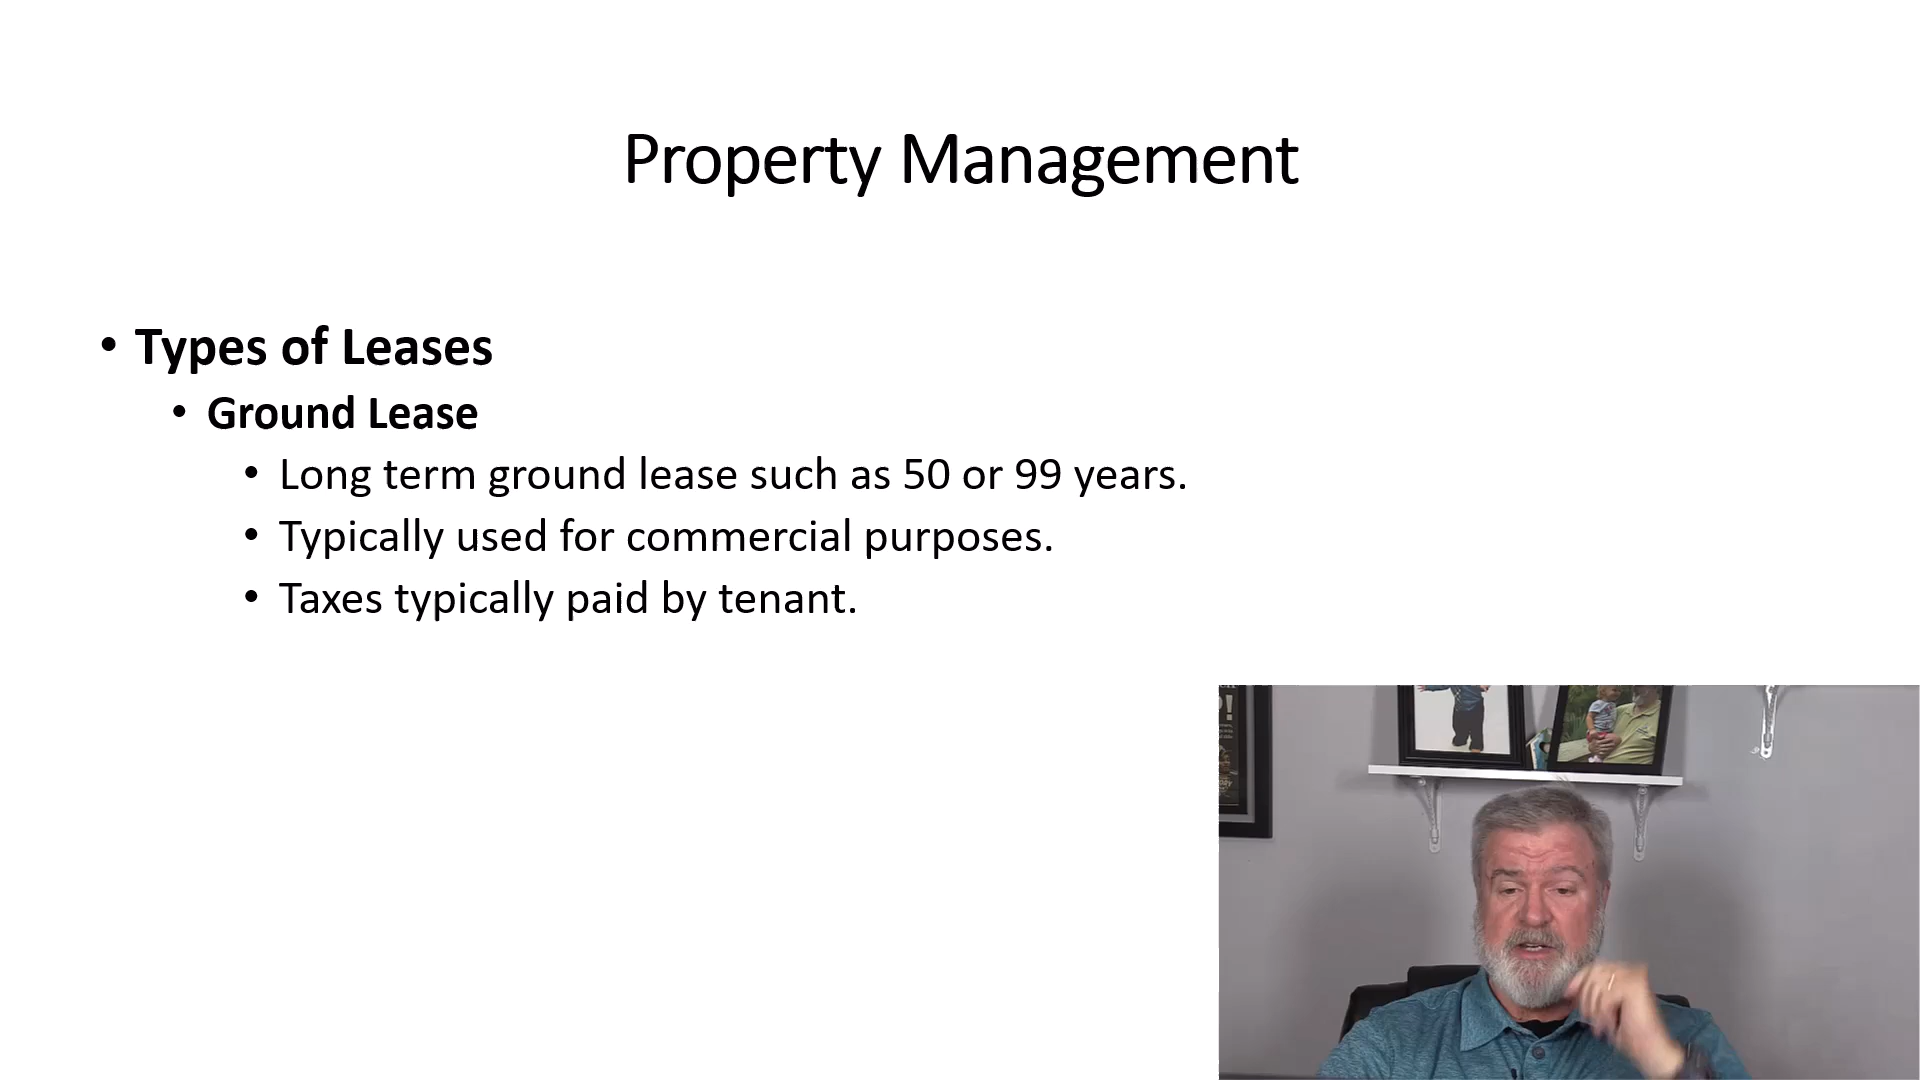 Property Management
• Types of Leases
• Ground Lease
• Long term ground lease such as 50 or 99 years.
• Typically used for commercial purposes.
• Taxes typically paid by tenant.